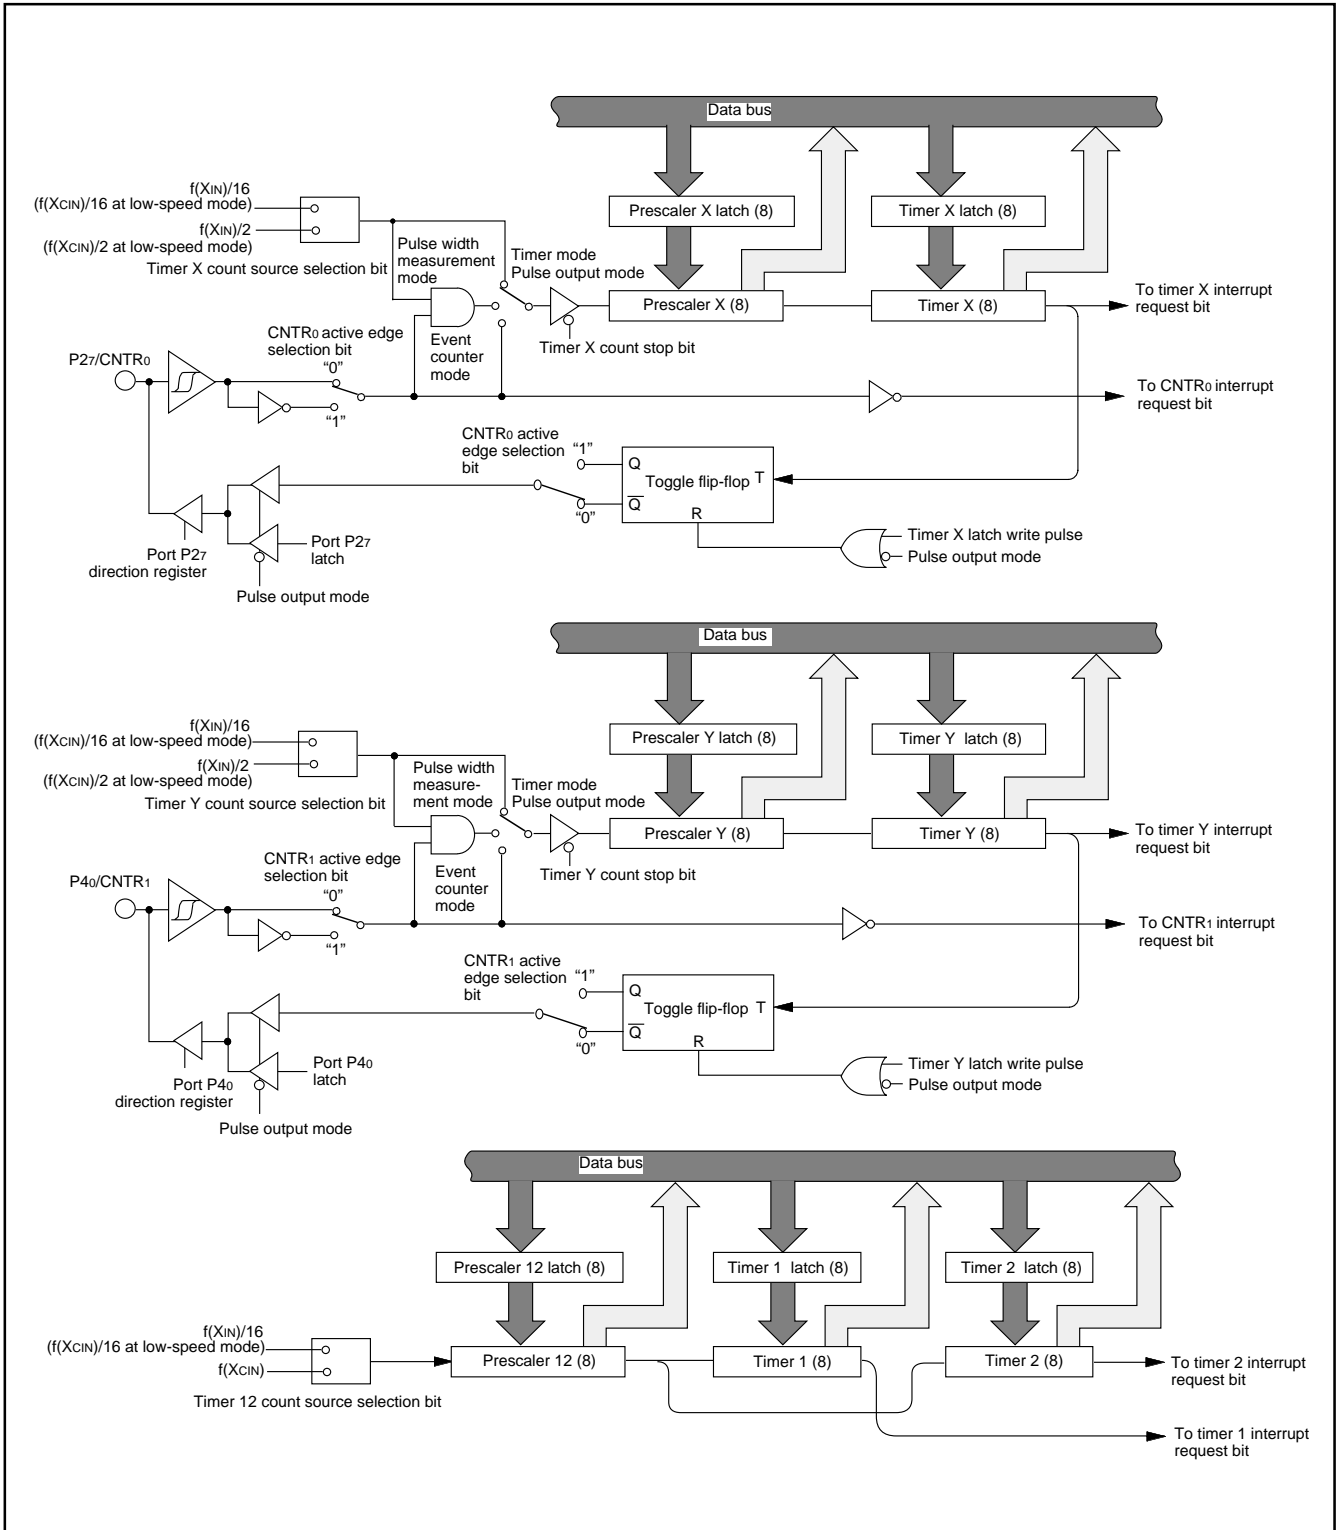 Data bus
f(XIN)/16
(f(XCIN)/16 at low-speed mode)
f(XIN)/2
(f(XCIN)/2 at low-speed mode)
Timer X count source selection bit
Pulse width
measurement
mode
Timer mode
Pulse output mode
Prescaler X latch (8)
Timer X latch (8)
Prescaler X (8)
Timer X (8)
To timer X interrupt
request bit
Timer X count stop bit
Event
counter
mode
CNTR0 active edge
selection bit
“0”
P27/CNTR0
“1”
To CNTR0 interrupt
request bit
CNTR0 active
edge selection
bit
“1”
Q
Toggle flip-flop
T
Q
R
“0”
Timer X latch write pulse
Pulse output mode
Port P27
latch
Port P27
direction register
Pulse output mode
Data bus
f(XIN)/16
(f(XCIN)/16 at low-speed mode)
f(XIN)/2
(f(XCIN)/2 at low-speed mode)
Timer Y count source selection bit
Pulse width
measure-
ment mode
Timer mode
Pulse output mode
Prescaler Y latch (8)
Timer Y latch (8)
Prescaler Y (8)
Timer Y (8)
To timer Y interrupt
request bit
Timer Y count stop bit
Event
counter
mode
CNTR1 active edge
selection bit
“0”
P40/CNTR1
“1”
To CNTR1 interrupt
request bit
CNTR1 active
edge selection
bit
“1”
Q
Toggle flip-flop
T
Q
R
“0”
Timer Y latch write pulse
Pulse output mode
Port P40
latch
Port P40
direction register
Pulse output mode
Data bus
Prescaler 12 latch (8)
Timer 1 latch (8)
Timer 2 latch (8)
f(XIN)/16
(f(XCIN)/16 at low-speed mode)
f(XCIN)
Timer 12 count source selection bit
Prescaler 12 (8)
Timer 1 (8)
Timer 2 (8)
To timer 2 interrupt
request bit
To timer 1 interrupt
request bit